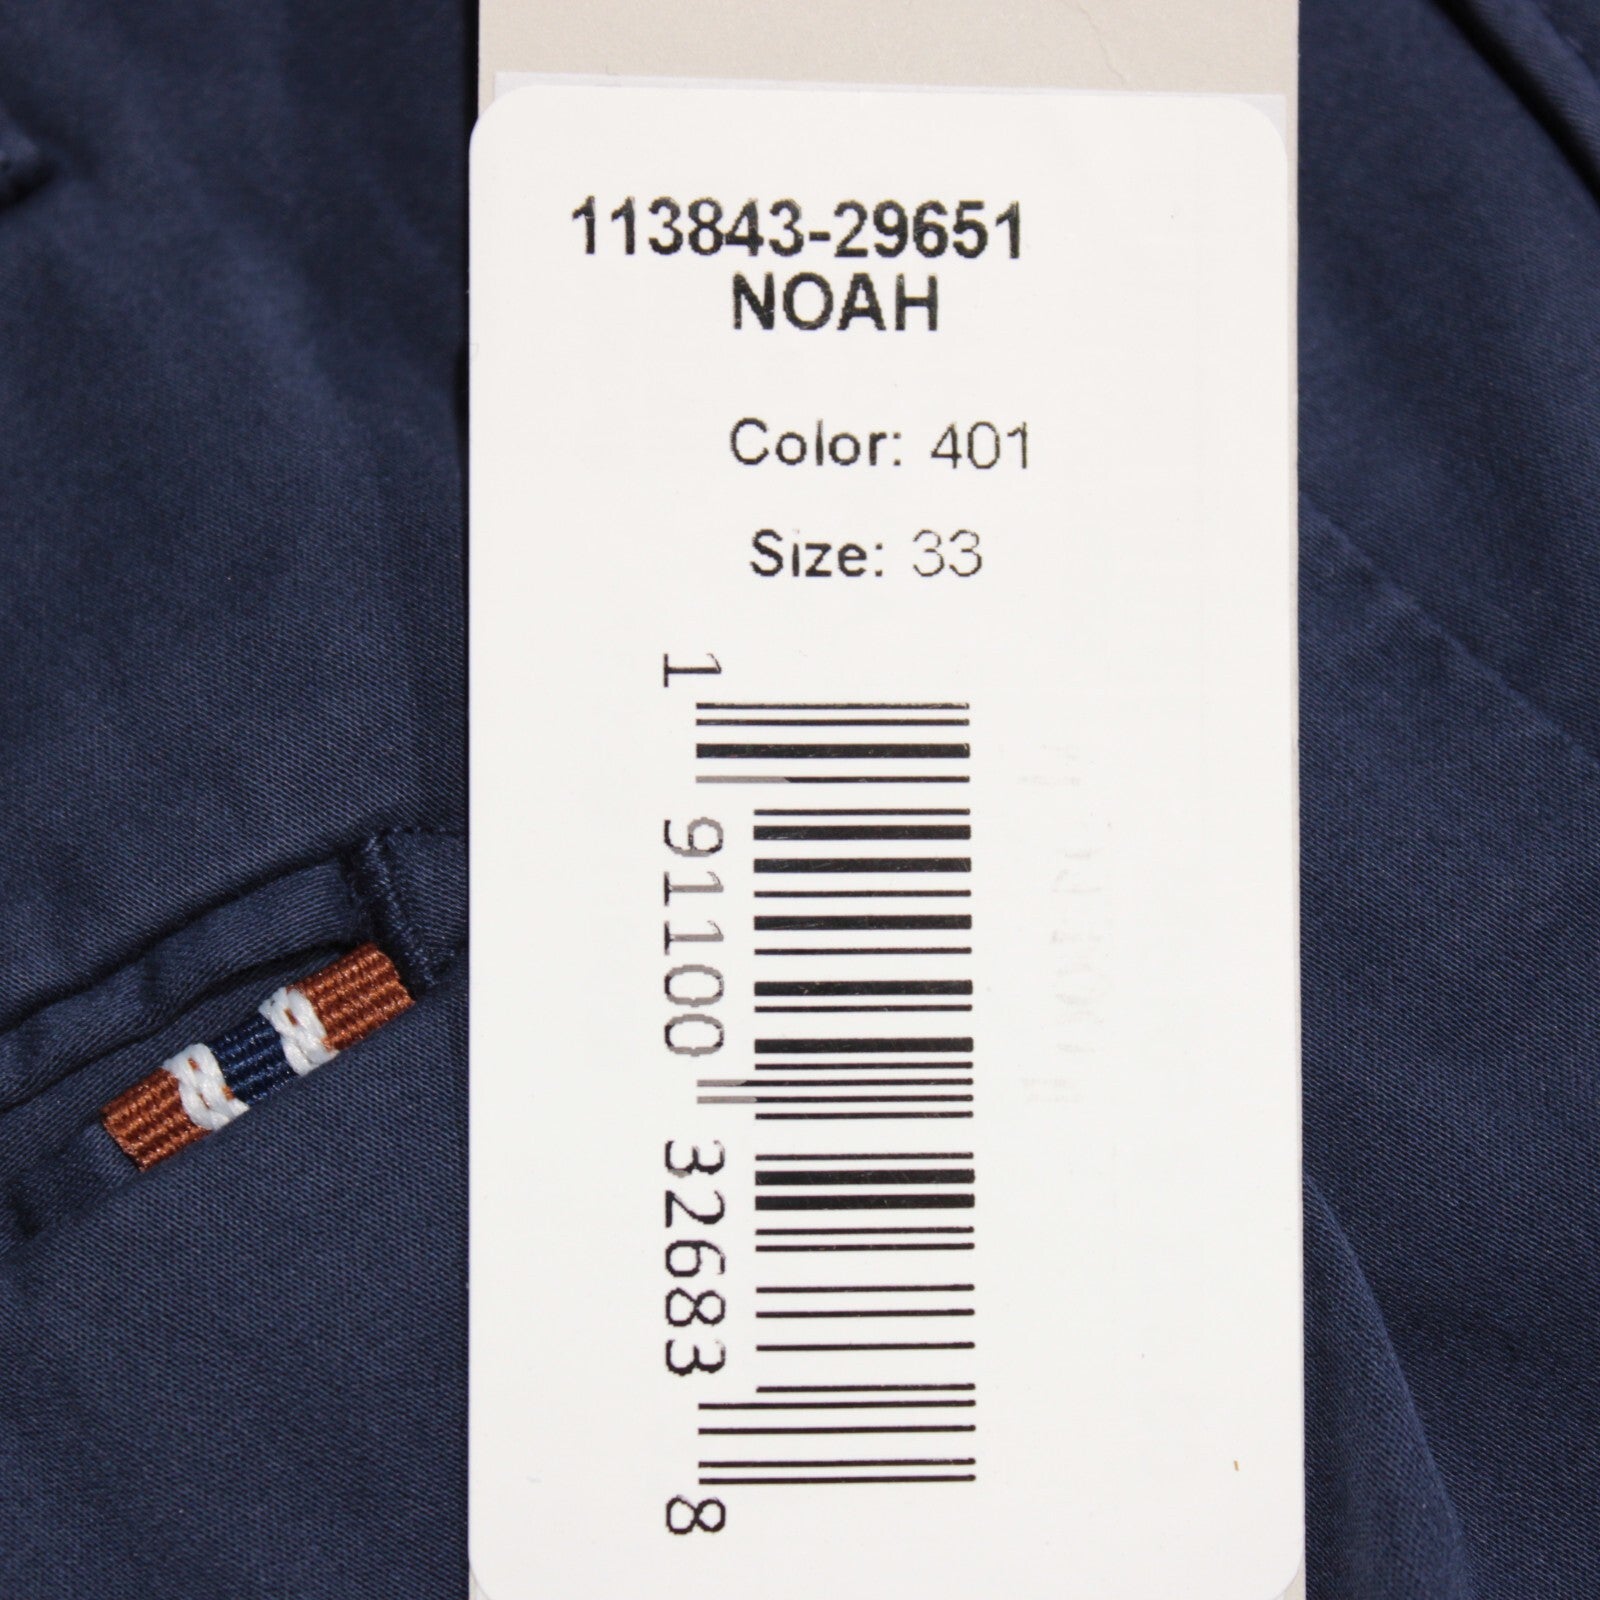 113843-29651
NOAH
Color: 401
Size: 33
1 91100 32683 8